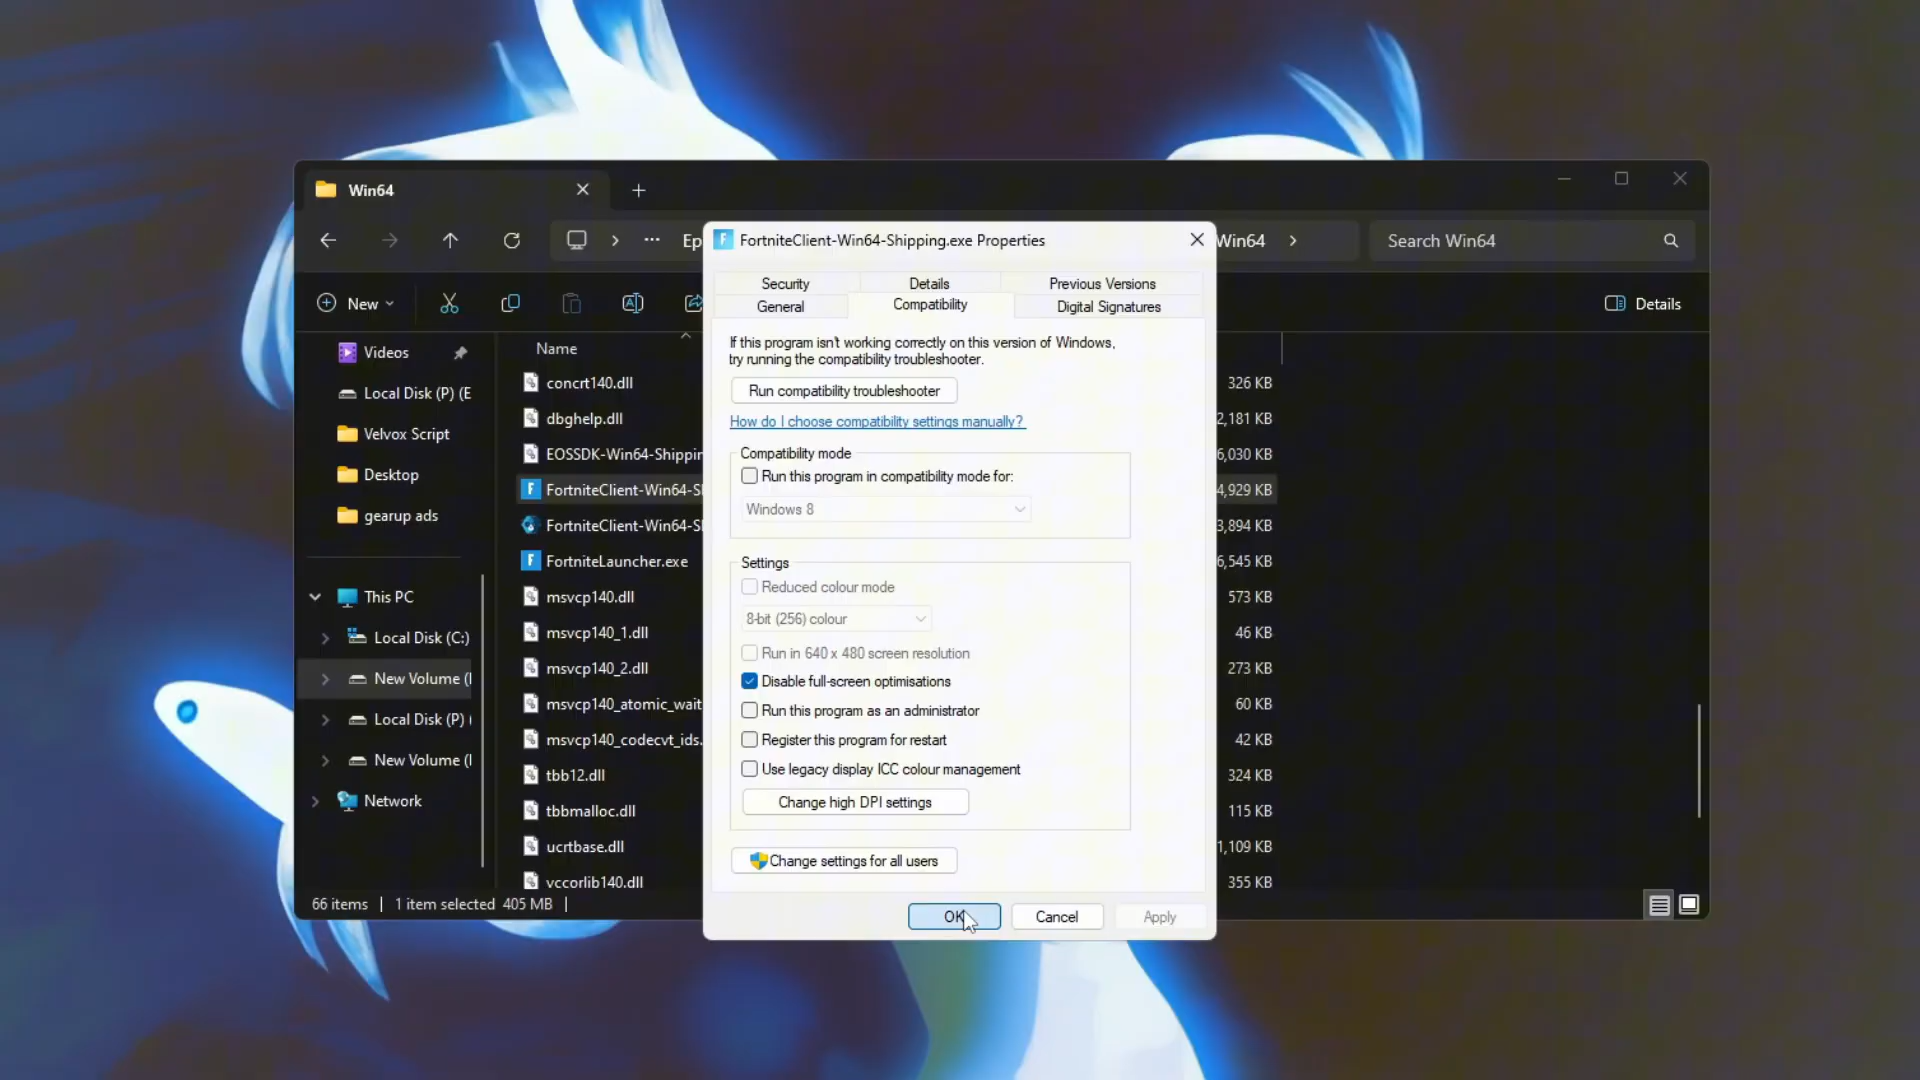 Win64
Ep
Win64
Search Win64
New
Details
Videos
Local Disk (P) (E
Velvox Script
Desktop
gearup ads
This PC
Local Disk (C:)
New Volume (
Local Disk (P) (
New Volume (
Network
Name
concrt140.dll
326 KB
dbghelp.dll
2,181 KB
EOSSDK-Win64-Shippin
6,030 KB
FortniteClient-Win64-S
4,929 KB
FortniteClient-Win64-S
3,894 KB
FortniteLauncher.exe
6,545 KB
msvcp140.dll
573 KB
msvcp140_1.dll
46 KB
msvcp140_2.dll
273 KB
msvcp140_atomic_wait
60 KB
msvcp140_codecvt_ids.
42 KB
tbb12.dll
324 KB
tbbmalloc.dll
115 KB
ucrtbase.dll
1,109 KB
vccorlib140.dll
355 KB
66 items
1 item selected 405 MB
FortniteClient-Win64-Shipping.exe Properties
Security
Details
Previous Versions
General
Compatibility
Digital Signatures
If this program isn't working correctly on this version of Windows,
try running the compatibility troubleshooter.
Run compatibility troubleshooter
How do I choose compatibility settings manually?
Compatibility mode
Run this program in compatibility mode for:
Windows 8
Settings
Reduced colour mode
8-bit (256) colour
Run in 640 x 480 screen resolution
Disable full-screen optimisations
Run this program as an administrator
Register this program for restart
Use legacy display ICC colour management
Change high DPI settings
Change settings for all users
OK
Cancel
Apply